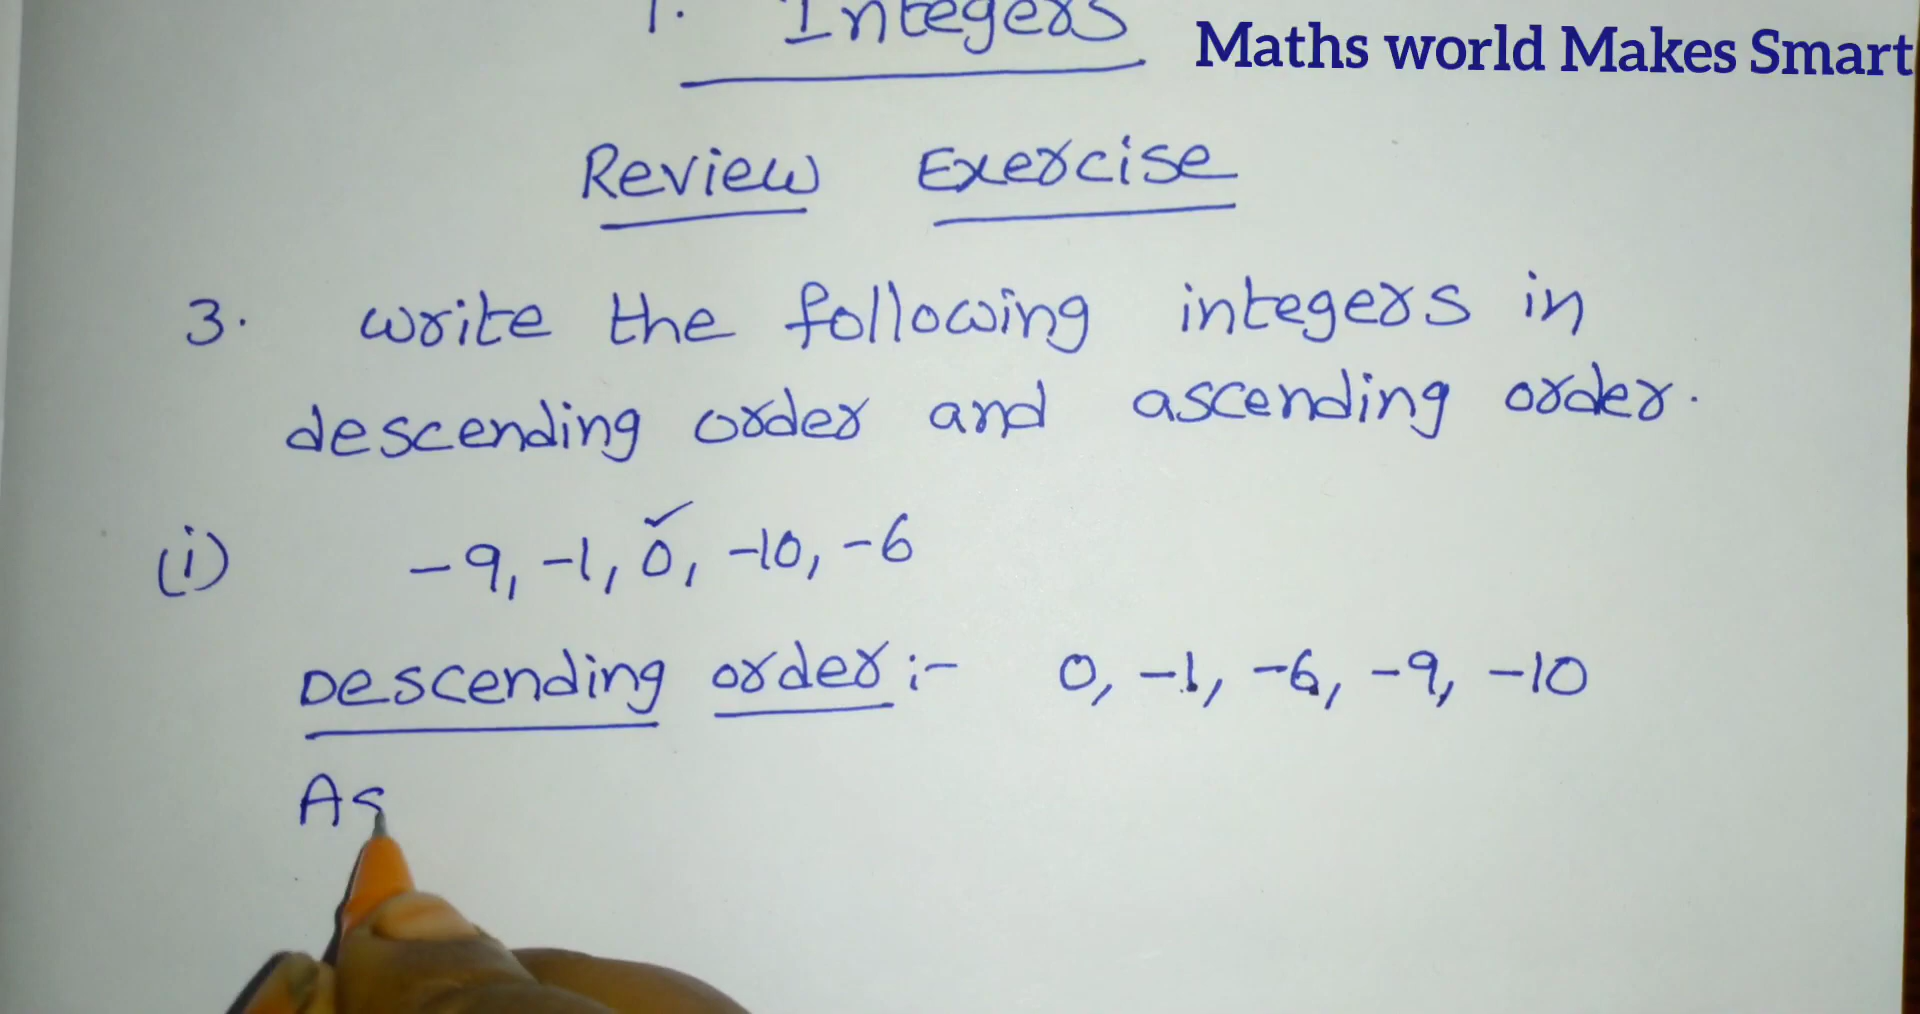 1. Integers
Maths world Makes Smart
Review Exercise
3. write the following integers in
descending order and ascending order.
(i) -9, -1, 0, -10, -6
Descending order :- 0, -1, -6, -9, -10
As